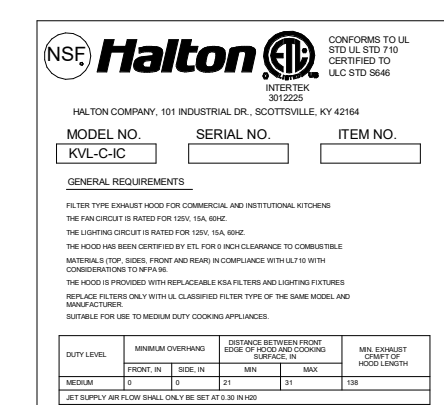 NSF
Halton
ETL
CONFORMS TO UL
STD UL STD 710
CERTIFIED TO
ULC STD S646
INTERTEK
3012225
HALTON COMPANY, 101 INDUSTRIAL DR., SCOTTSVILLE, KY 42164
MODEL NO. SERIAL NO. ITEM NO.
KVL-C-IC
GENERAL REQUIREMENTS
FILTER TYPE EXHAUST HOOD FOR COMMERCIAL AND INSTITUTIONAL KITCHENS
THE FAN CIRCUIT IS RATED FOR 125V, 15A, 60HZ.
THE LIGHTING CIRCUIT IS RATED FOR 125V, 15A, 60HZ.
THE HOOD HAS BEEN CERTIFIED BY ETL FOR 0 INCH CLEARANCE TO COMBUSTIBLE
MATERIALS (TOP, SIDES, FRONT AND REAR) IN COMPLIANCE WITH UL710 WITH
CONSIDERATIONS TO NFPA 96.
THE HOOD IS PROVIDED WITH REPLACEABLE KSA FILTERS AND LIGHTING FIXTURES
REPLACE FILTERS ONLY WITH UL CLASSIFIED FILTER TYPE OF THE SAME MODEL AND
MANUFACTURER.
SUITABLE FOR USE TO MEDIUM DUTY COOKING APPLIANCES.
DUTY LEVEL
MINIMUM OVERHANG
DISTANCE BETWEEN FRONT
EDGE OF HOOD AND COOKING
SURFACE, IN
MIN. EXHAUST
CFM/FT OF
HOOD LENGTH
FRONT, IN SIDE, IN MIN MAX
MEDIUM 0 0 21 31 138
JET SUPPLY AIR FLOW SHALL ONLY BE SET AT 0.30 IN H20